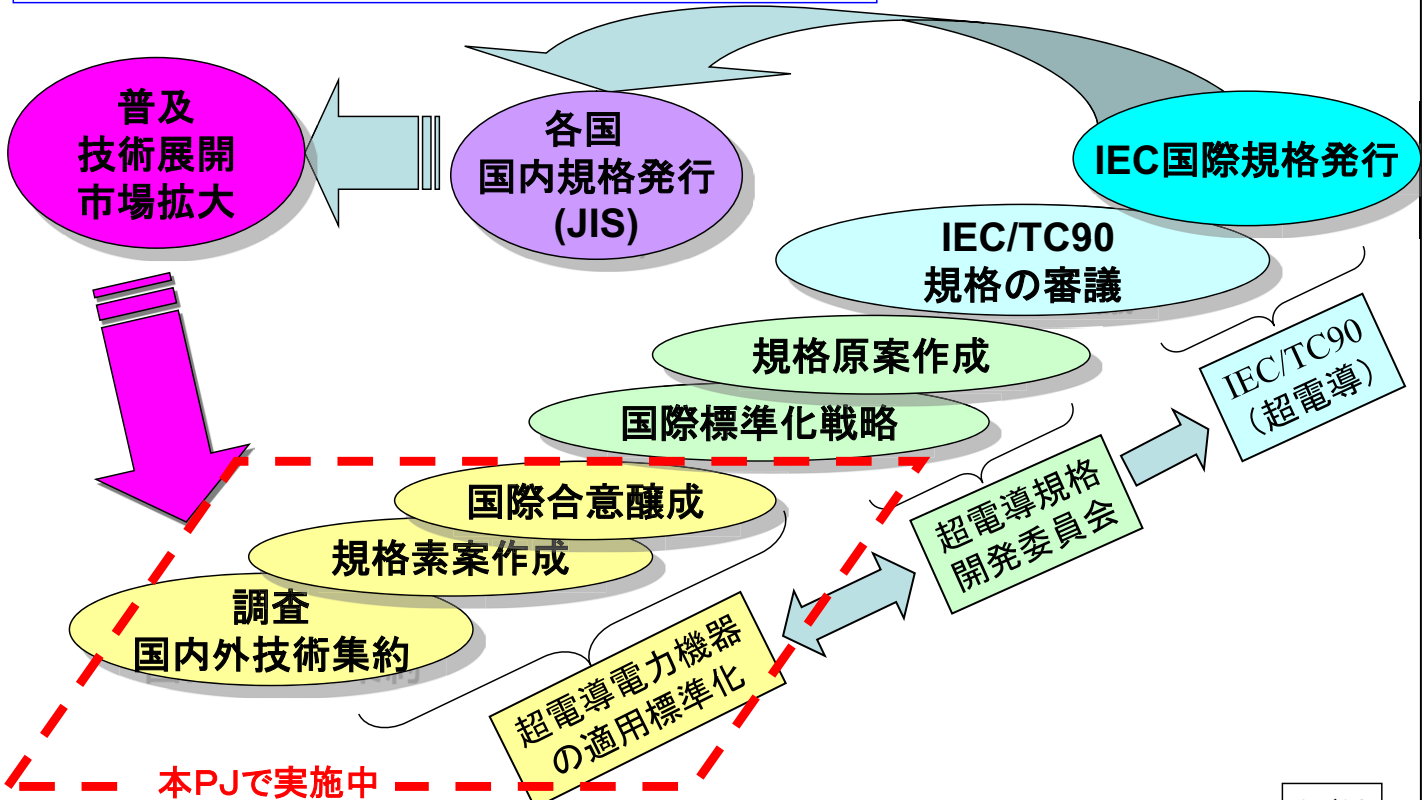 普及
技術展開
市場拡大
各国
国内規格発行
(JIS)
IEC国際規格発行
IEC/TC90
規格の審議
規格原案作成
国際標準化戦略
国際合意醸成
規格素案作成
調査
国内外技術集約
IEC/TC90
（超電導）
超電導規格
開発委員会
超電導電力機器
の適用標準化
本PJで実施中